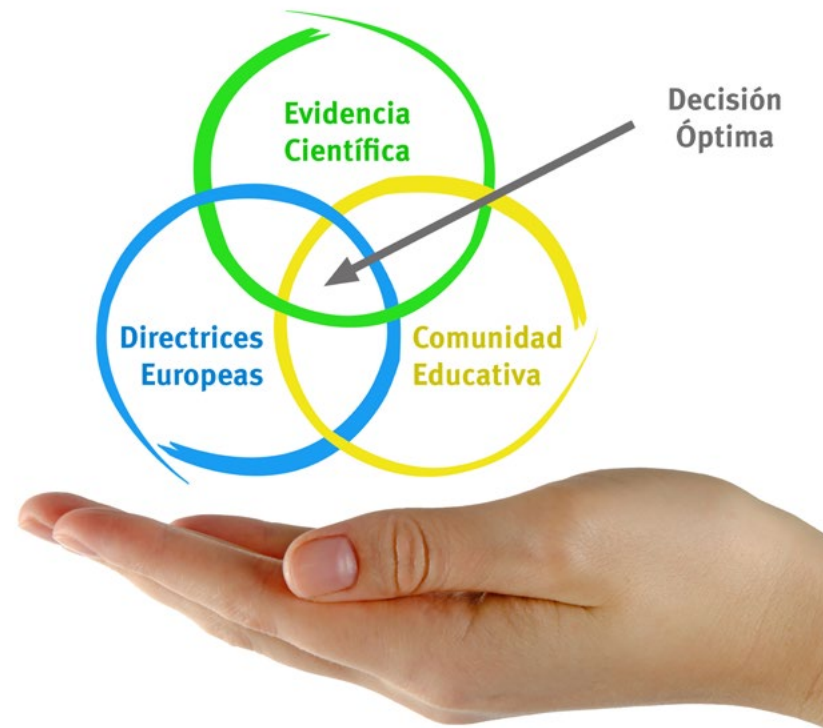 Evidencia
Científica
Decisión
Óptima
Directrices
Europeas
Comunidad
Educativa